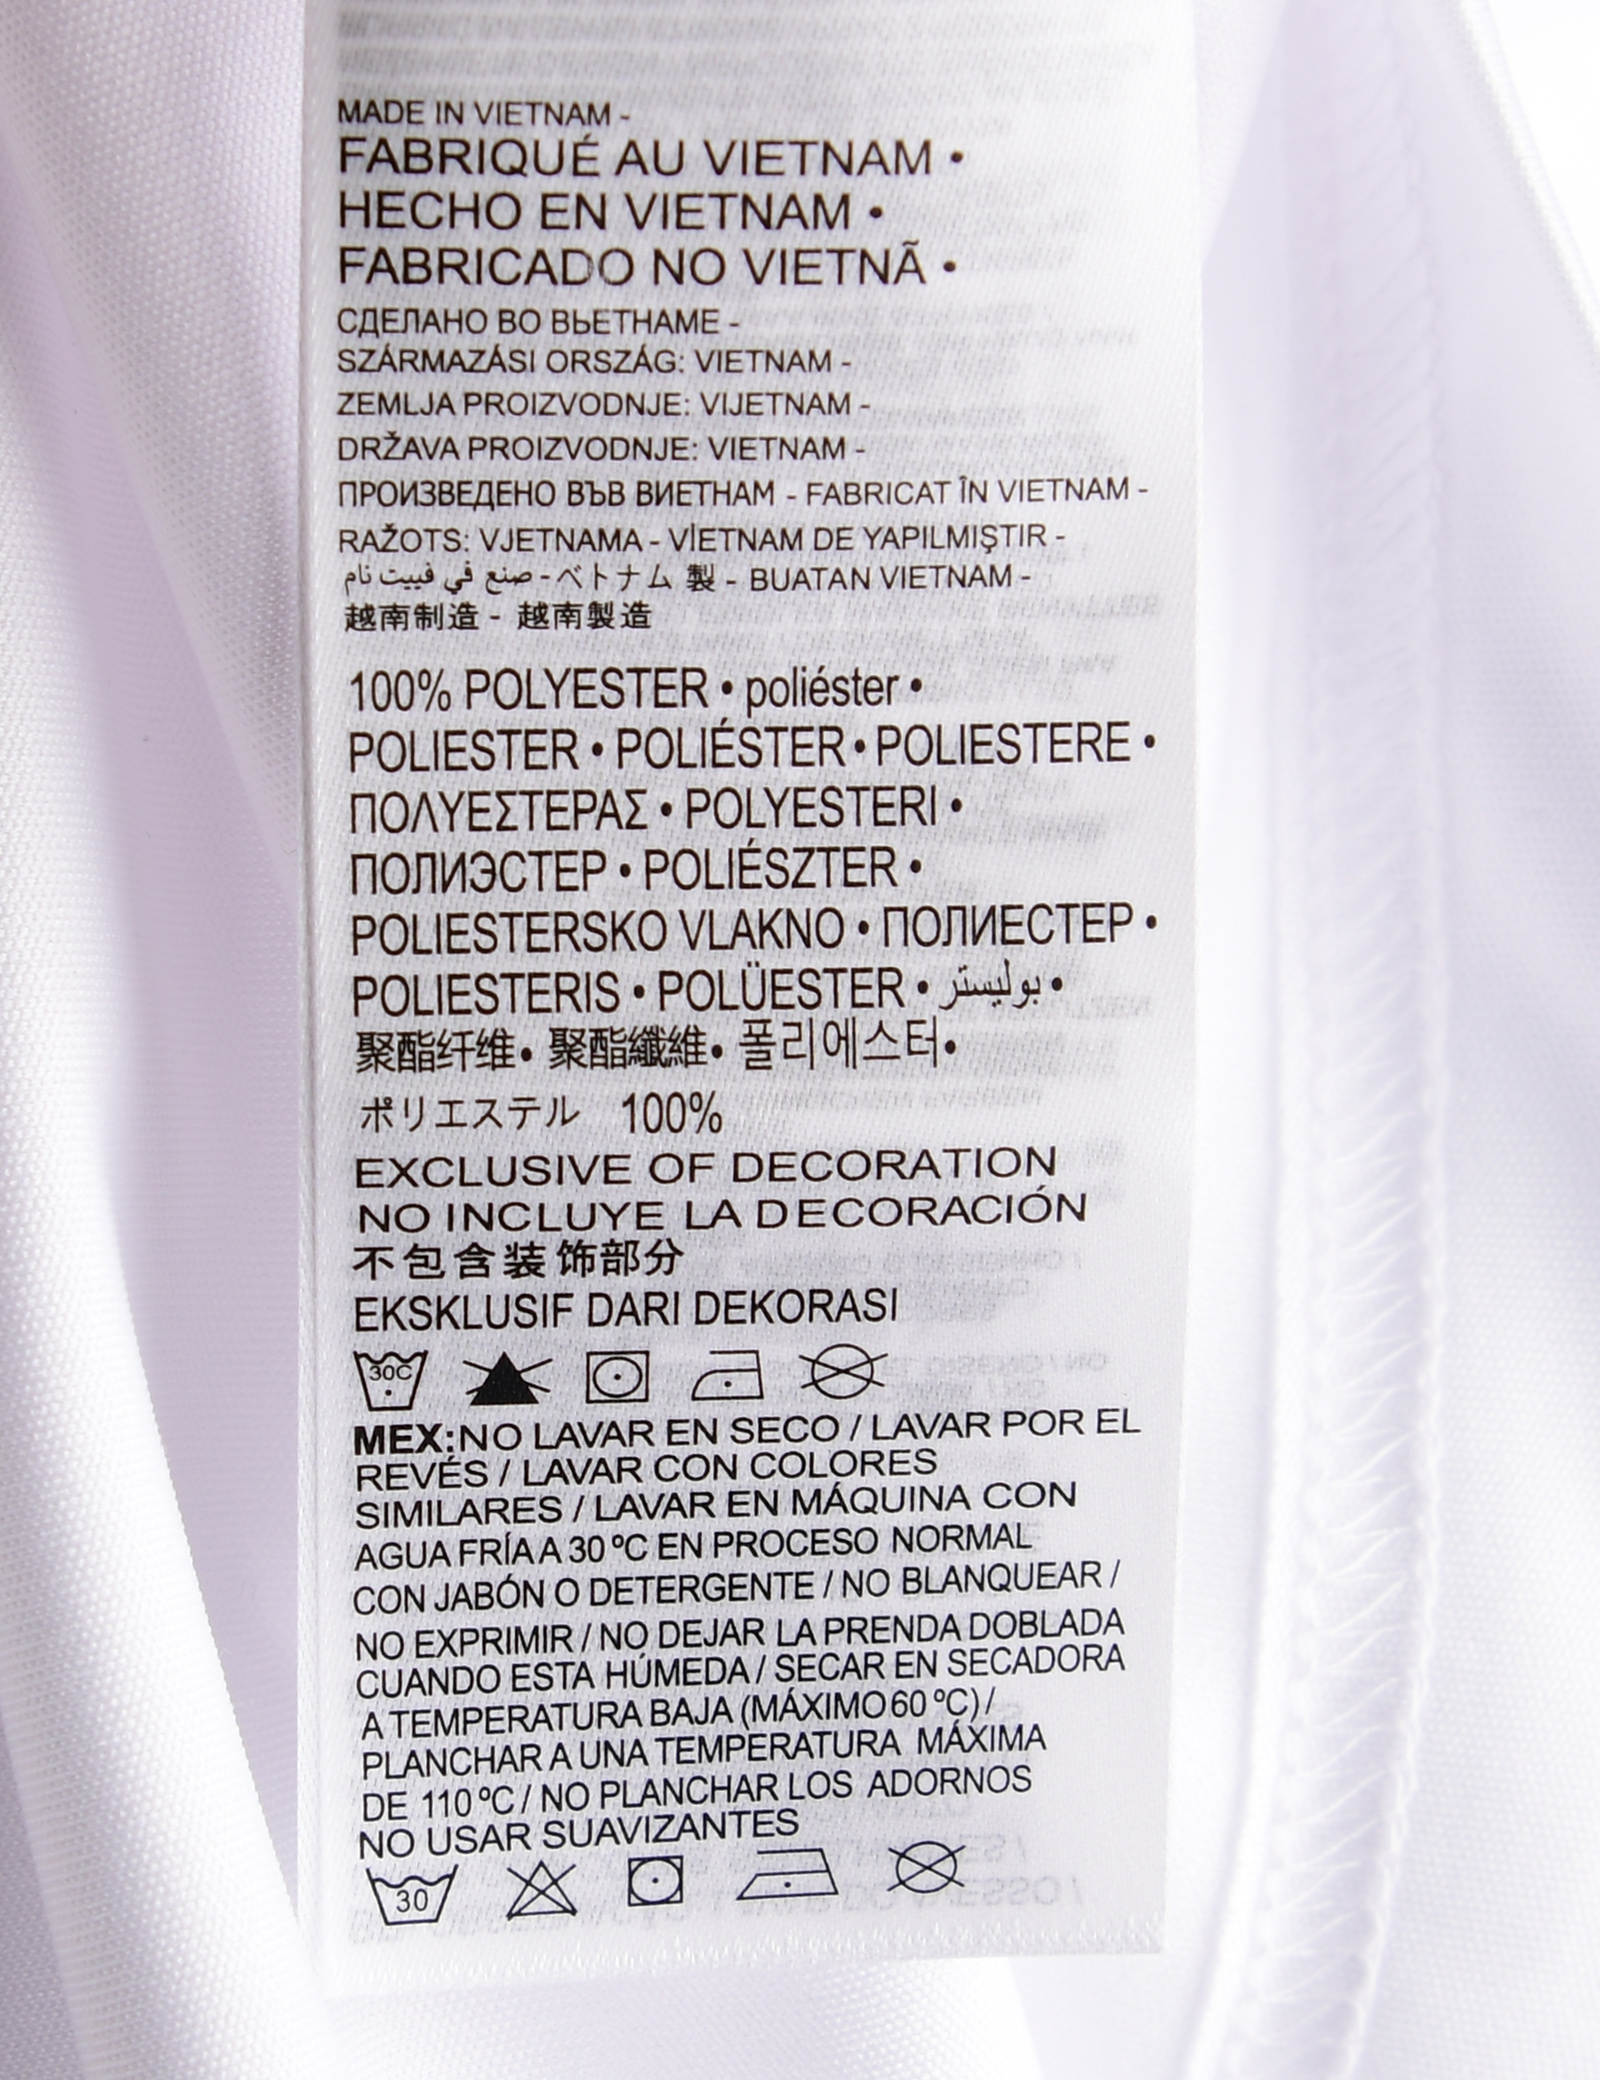 MADE IN VIETNAM -
FABRIQUÉ AU VIETNAM •
HECHO EN VIETNAM •
FABRICADO NO VIETNÃ •
СДЕЛАНО ВО ВЬЕТНАМЕ -
SZÁRMAZÁSI ORSZÁG: VIETNAM -
ZEMLJA PROIZVODNJE: VIJETNAM -
DRŽAVA PROIZVODNJE: VIETNAM -
ПРОИЗВЕДЕНО ВЪВ ВИЕТНАМ - FABRICAT ÎN VIETNAM -
RAŽOTS: VJETNAMA - VİETNAM DE YAPILMIŞTIR -
صنع في فييت نام - ベトナム 製 - BUATAN VIETNAM -
越南制造 - 越南製造
100% POLYESTER • poliéster •
POLIESTER • POLIÉSTER • POLIESTERE •
ΠΟΛΥΕΣΤΕΡΑΣ • POLYESTERI •
ПОЛИЭСТЕР • POLIÉSZTER •
POLIESTERSKO VLAKNO • ПОЛИЕСТЕР •
POLIESTERIS • POLÜESTER • بوليستر •
聚酯纤维• 聚酯纖維• 폴리에스터•
ポリエステル 100%
EXCLUSIVE OF DECORATION
NO INCLUYE LA DECORACIÓN
不包含装饰部分
EKSKLUSIF DARI DEKORASI
30C
MEX:NO LAVAR EN SECO / LAVAR POR EL
REVÉS / LAVAR CON COLORES
SIMILARES / LAVAR EN MÁQUINA CON
AGUA FRÍA A 30 ºC EN PROCESO NORMAL
CON JABÓN O DETERGENTE / NO BLANQUEAR /
NO EXPRIMIR / NO DEJAR LA PRENDA DOBLADA
CUANDO ESTA HÚMEDA / SECAR EN SECADORA
A TEMPERATURA BAJA (MÁXIMO 60 ºC) /
PLANCHAR A UNA TEMPERATURA MÁXIMA
DE 110 ºC / NO PLANCHAR LOS ADORNOS
NO USAR SUAVIZANTES
30